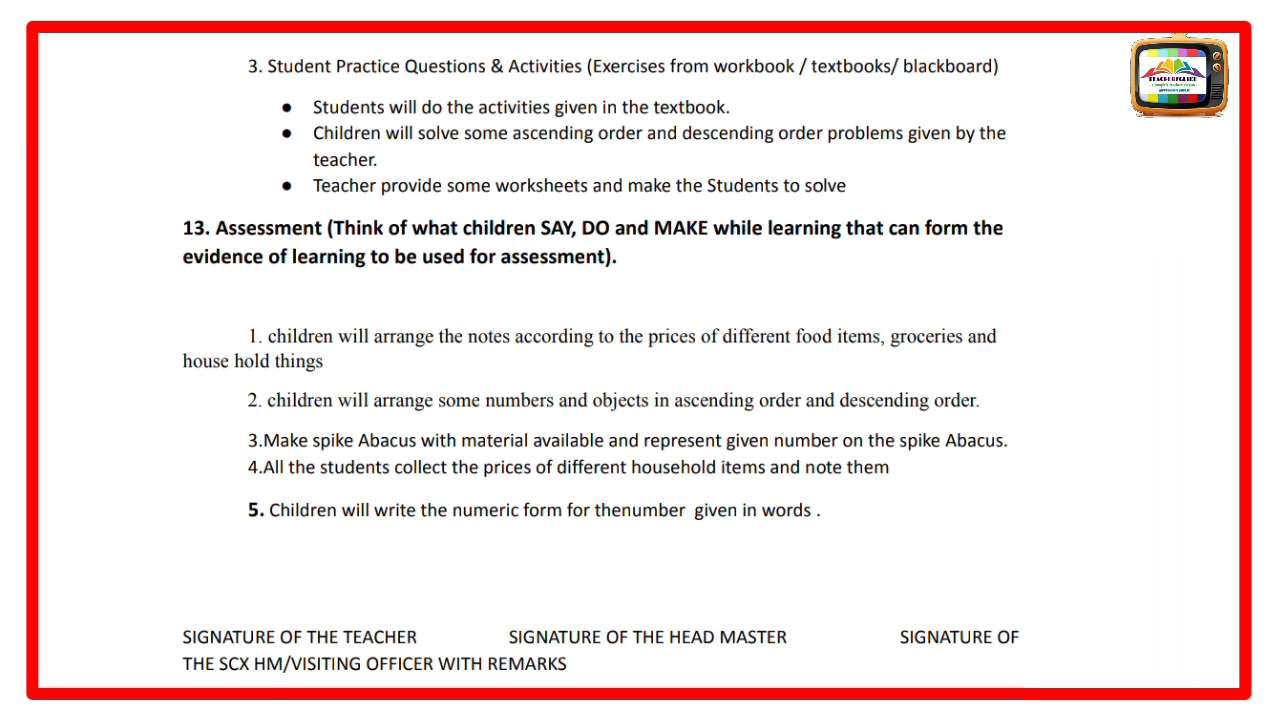 3. Student Practice Questions & Activities (Exercises from workbook / textbooks/ blackboard)
● Students will do the activities given in the textbook.
● Children will solve some ascending order and descending order problems given by the
teacher.
● Teacher provide some worksheets and make the Students to solve
13. Assessment (Think of what children SAY, DO and MAKE while learning that can form the
evidence of learning to be used for assessment).
1. children will arrange the notes according to the prices of different food items, groceries and
house hold things
2. children will arrange some numbers and objects in ascending order and descending order.
3.Make spike Abacus with material available and represent given number on the spike Abacus.
4.All the students collect the prices of different household items and note them
5. Children will write the numeric form for thenumber  given in words .
SIGNATURE OF THE TEACHER SIGNATURE OF THE HEAD MASTER SIGNATURE OF
THE SCX HM/VISITING OFFICER WITH REMARKS